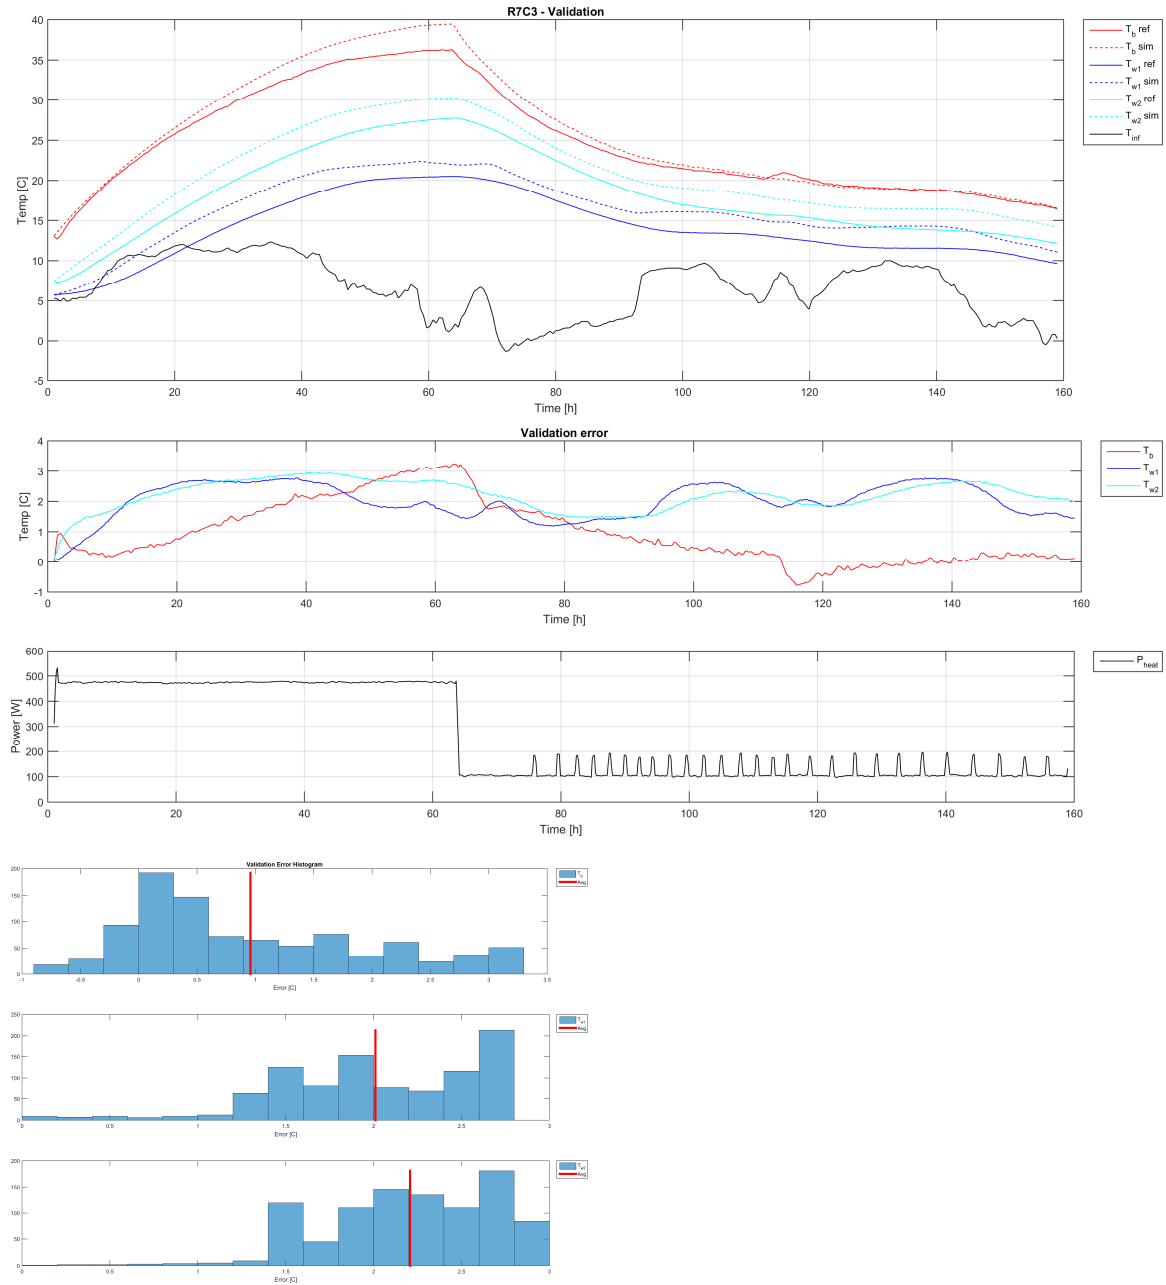 R7C3 - Validation
40
35
30
25
20
15
10
5
0
-5
Temp [C]
0 20 40 60 80 100 120 140 160
Time [h]
T_b ref
T_b sim
T_w1 ref
T_w1 sim
T_w2 ref
T_w2 sim
T_inf
Validation error
4
3
2
1
0
-1
Temp [C]
0 20 40 60 80 100 120 140 160
Time [h]
T_b
T_w1
T_w2
600
500
400
300
200
100
0
Power [W]
0 20 40 60 80 100 120 140 160
Time [h]
P_heat
Validation Error Histogram
200
150
100
50
0
-1 -0.5 0 0.5 1 1.5 2 2.5 3 3.5
Error [C]
T_b
Avg
250
200
150
100
50
0
0 0.5 1 1.5 2 2.5 3
Error [C]
T_w1
Avg
200
150
100
50
0
0 0.5 1 1.5 2 2.5 3
Error [C]
T_w2
Avg